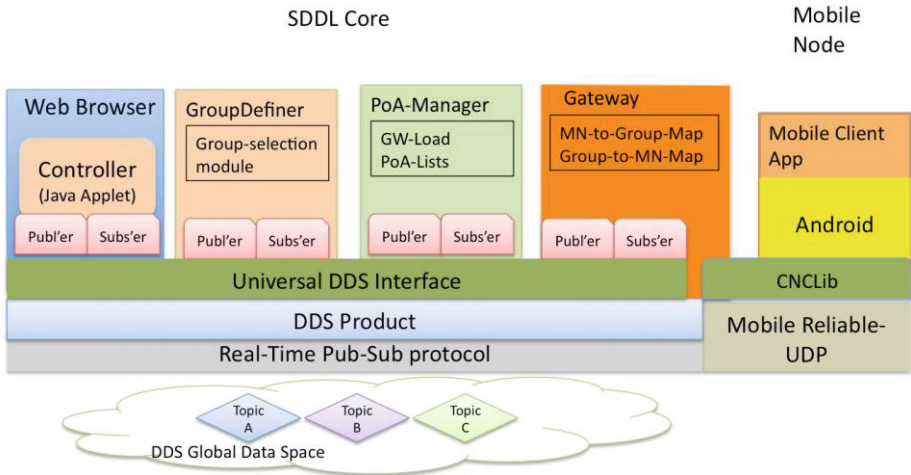 SDDL Core
Mobile
Node
Web Browser
Controller
(Java Applet)
Publ'er
Subs'er
GroupDefiner
Group-selection
module
Publ'er
Subs'er
PoA-Manager
GW-Load
PoA-Lists
Publ'er
Subs'er
Gateway
MN-to-Group-Map
Group-to-MN-Map
Publ'er
Subs'er
Mobile Client
App
Android
Universal DDS Interface
CNCLib
DDS Product
Mobile Reliable-
UDP
Real-Time Pub-Sub protocol
Topic
A
Topic
B
Topic
C
DDS Global Data Space